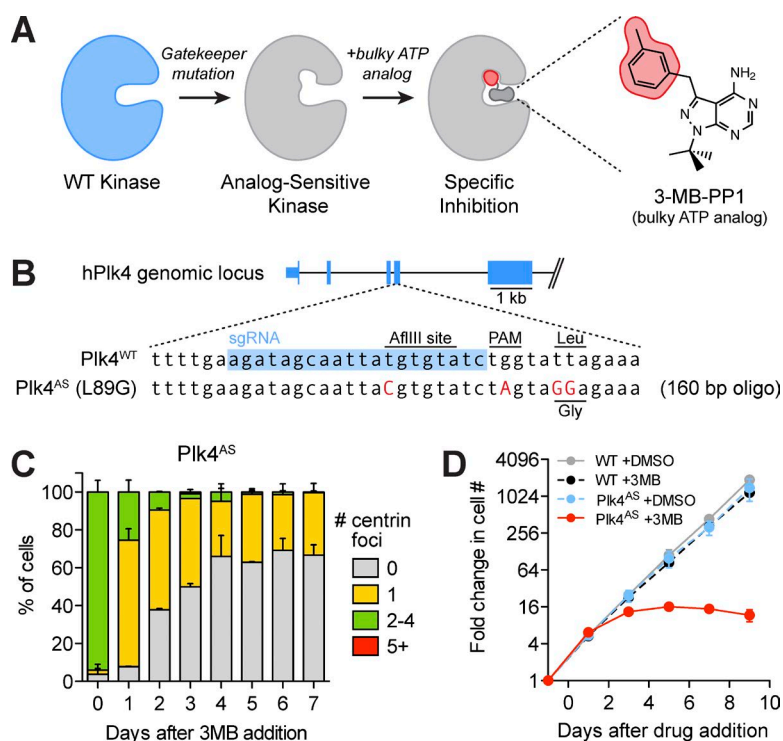 A
WT Kinase
Gatekeeper
mutation
Analog-Sensitive
Kinase
+bulky ATP
analog
Specific
Inhibition
NH2
N
N
N
N
3-MB-PP1
(bulky ATP analog)
B
hPlk4 genomic locus
1 kb
sgRNA AflIII site PAM Leu
Plk4WT ttttgaagatagcaattatgtgtatctggtattagaaa
Plk4AS (L89G) ttttgaagatagcaattaCgtgtatctAgtaGGagaaa (160 bp oligo)
Gly
C
Plk4AS
% of cells
100
80
60
40
20
0
0 1 2 3 4 5 6 7
Days after 3MB addition
# centrin
foci
0
1
2-4
5+
D
Fold change in cell #
4096
1024
256
64
16
4
1
WT +DMSO
WT +3MB
Plk4AS +DMSO
Plk4AS +3MB
0 2 4 6 8 10
Days after drug addition